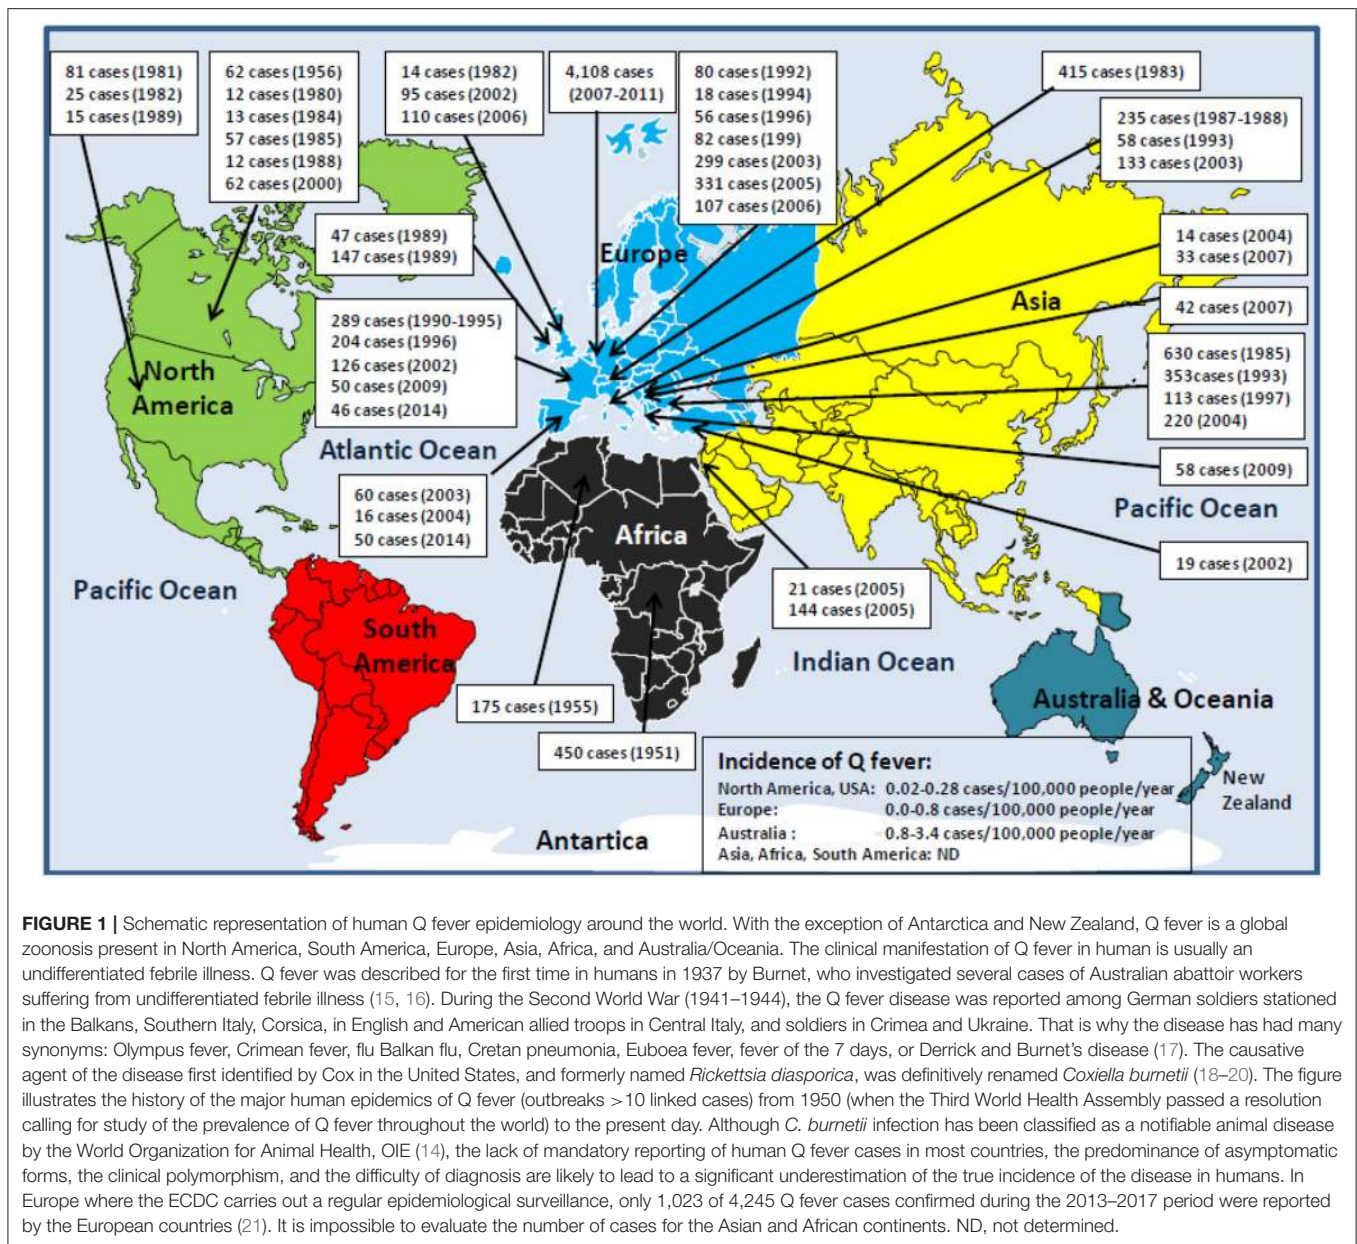 81 cases (1981)
25 cases (1982)
15 cases (1989)
62 cases (1956)
12 cases (1980)
13 cases (1984)
57 cases (1985)
12 cases (1988)
62 cases (2000)
14 cases (1982)
95 cases (2002)
110 cases (2006)
4,108 cases
(2007-2011)
80 cases (1992)
18 cases (1994)
56 cases (1996)
82 cases (199)
299 cases (2003)
331 cases (2005)
107 cases (2006)
415 cases (1983)
235 cases (1987-1988)
58 cases (1993)
133 cases (2003)
47 cases (1989)
147 cases (1989)
14 cases (2004)
33 cases (2007)
Europe
Asia
42 cases (2007)
289 cases (1990-1995)
204 cases (1996)
126 cases (2002)
50 cases (2009)
46 cases (2014)
630 cases (1985)
353cases (1993)
113 cases (1997)
220 (2004)
North
America
Atlantic Ocean
58 cases (2009)
60 cases (2003)
16 cases (2004)
50 cases (2014)
Pacific Ocean
Africa
19 cases (2002)
Pacific Ocean
21 cases (2005)
144 cases (2005)
South
America
Indian Ocean
175 cases (1955)
Australia & Oceania
450 cases (1951)
Incidence of Q fever:
North America, USA: 0.02-0.28 cases/100,000 people/year
Europe: 0.0-0.8 cases/100,000 people/year
Australia : 0.8-3.4 cases/100,000 people/year
Asia, Africa, South America: ND
New
Zealand
Antartica
FIGURE 1 | Schematic representation of human Q fever epidemiology around the world. With the exception of Antarctica and New Zealand, Q fever is a global
zoonosis present in North America, South America, Europe, Asia, Africa, and Australia/Oceania. The clinical manifestation of Q fever in human is usually an
undifferentiated febrile illness. Q fever was described for the first time in humans in 1937 by Burnet, who investigated several cases of Australian abattoir workers
suffering from undifferentiated febrile illness (15, 16). During the Second World War (1941–1944), the Q fever disease was reported among German soldiers stationed
in the Balkans, Southern Italy, Corsica, in English and American allied troops in Central Italy, and soldiers in Crimea and Ukraine. That is why the disease has had many
synonyms: Olympus fever, Crimean fever, flu Balkan flu, Cretan pneumonia, Euboea fever, fever of the 7 days, or Derrick and Burnet's disease (17). The causative
agent of the disease first identified by Cox in the United States, and formerly named Rickettsia diasporica, was definitively renamed Coxiella burnetii (18–20). The figure
illustrates the history of the major human epidemics of Q fever (outbreaks >10 linked cases) from 1950 (when the Third World Health Assembly passed a resolution
calling for study of the prevalence of Q fever throughout the world) to the present day. Although C. burnetii infection has been classified as a notifiable animal disease
by the World Organization for Animal Health, OIE (14), the lack of mandatory reporting of human Q fever cases in most countries, the predominance of asymptomatic
forms, the clinical polymorphism, and the difficulty of diagnosis are likely to lead to a significant underestimation of the true incidence of the disease in humans. In
Europe where the ECDC carries out a regular epidemiological surveillance, only 1,023 of 4,245 Q fever cases confirmed during the 2013–2017 period were reported
by the European countries (21). It is impossible to evaluate the number of cases for the Asian and African continents. ND, not determined.